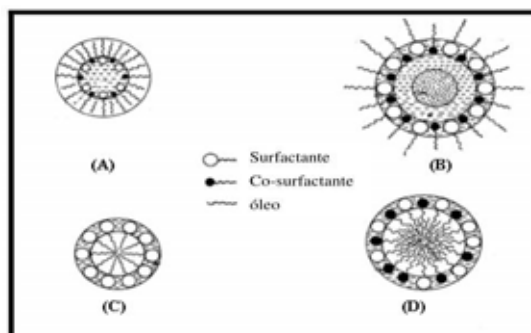 (A)
(B)
Surfactante
Co-surfactante
óleo
(C)
(D)